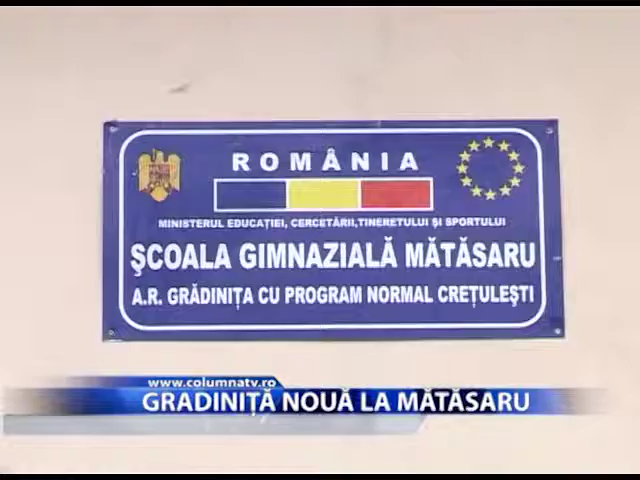 ROMÂNIA
MINISTERUL EDUCAȚIEI, CERCETĂRII,TINERETULUI ȘI SPORTULUI
ŞCOALA GIMNAZIALĂ MĂTĂSARU
A.R. GRĂDINIȚA CU PROGRAM NORMAL CREȚULEȘTI
www.columnatv.ro
GRADINIȚĂ NOUĂ LA MĂTĂSARU